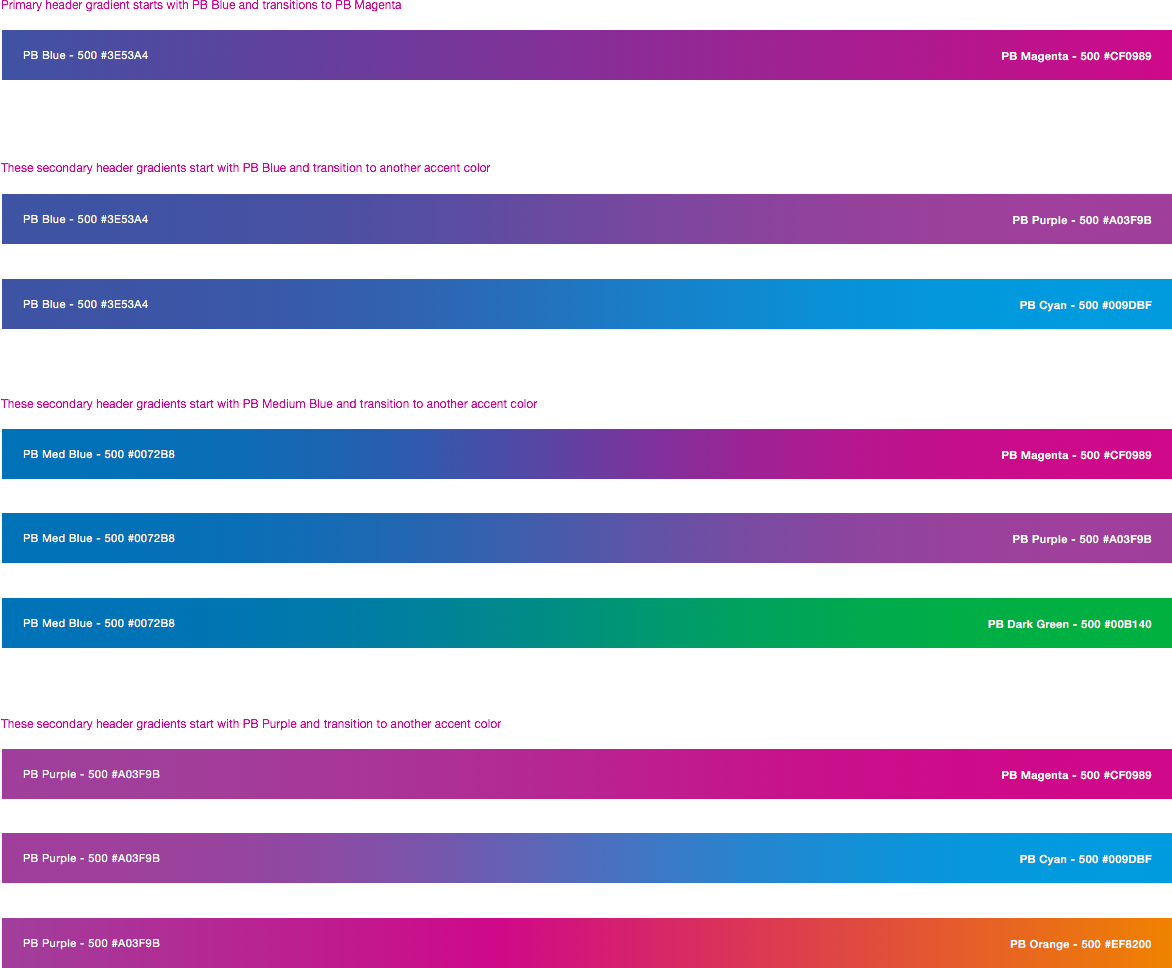 Primary header gradient starts with PB Blue and transitions to PB Magenta
PB Blue - 500 #3E53A4 PB Magenta - 500 #CF0989
These secondary header gradients start with PB Blue and transition to another accent color
PB Blue - 500 #3E53A4 PB Purple - 500 #A03F9B
PB Blue - 500 #3E53A4 PB Cyan - 500 #009DBF
These secondary header gradients start with PB Medium Blue and transition to another accent color
PB Med Blue - 500 #0072B8 PB Magenta - 500 #CF0989
PB Med Blue - 500 #0072B8 PB Purple - 500 #A03F9B
PB Med Blue - 500 #0072B8 PB Dark Green - 500 #00B140
These secondary header gradients start with PB Purple and transition to another accent color
PB Purple - 500 #A03F9B PB Magenta - 500 #CF0989
PB Purple - 500 #A03F9B PB Cyan - 500 #009DBF
PB Purple - 500 #A03F9B PB Orange - 500 #EF8200